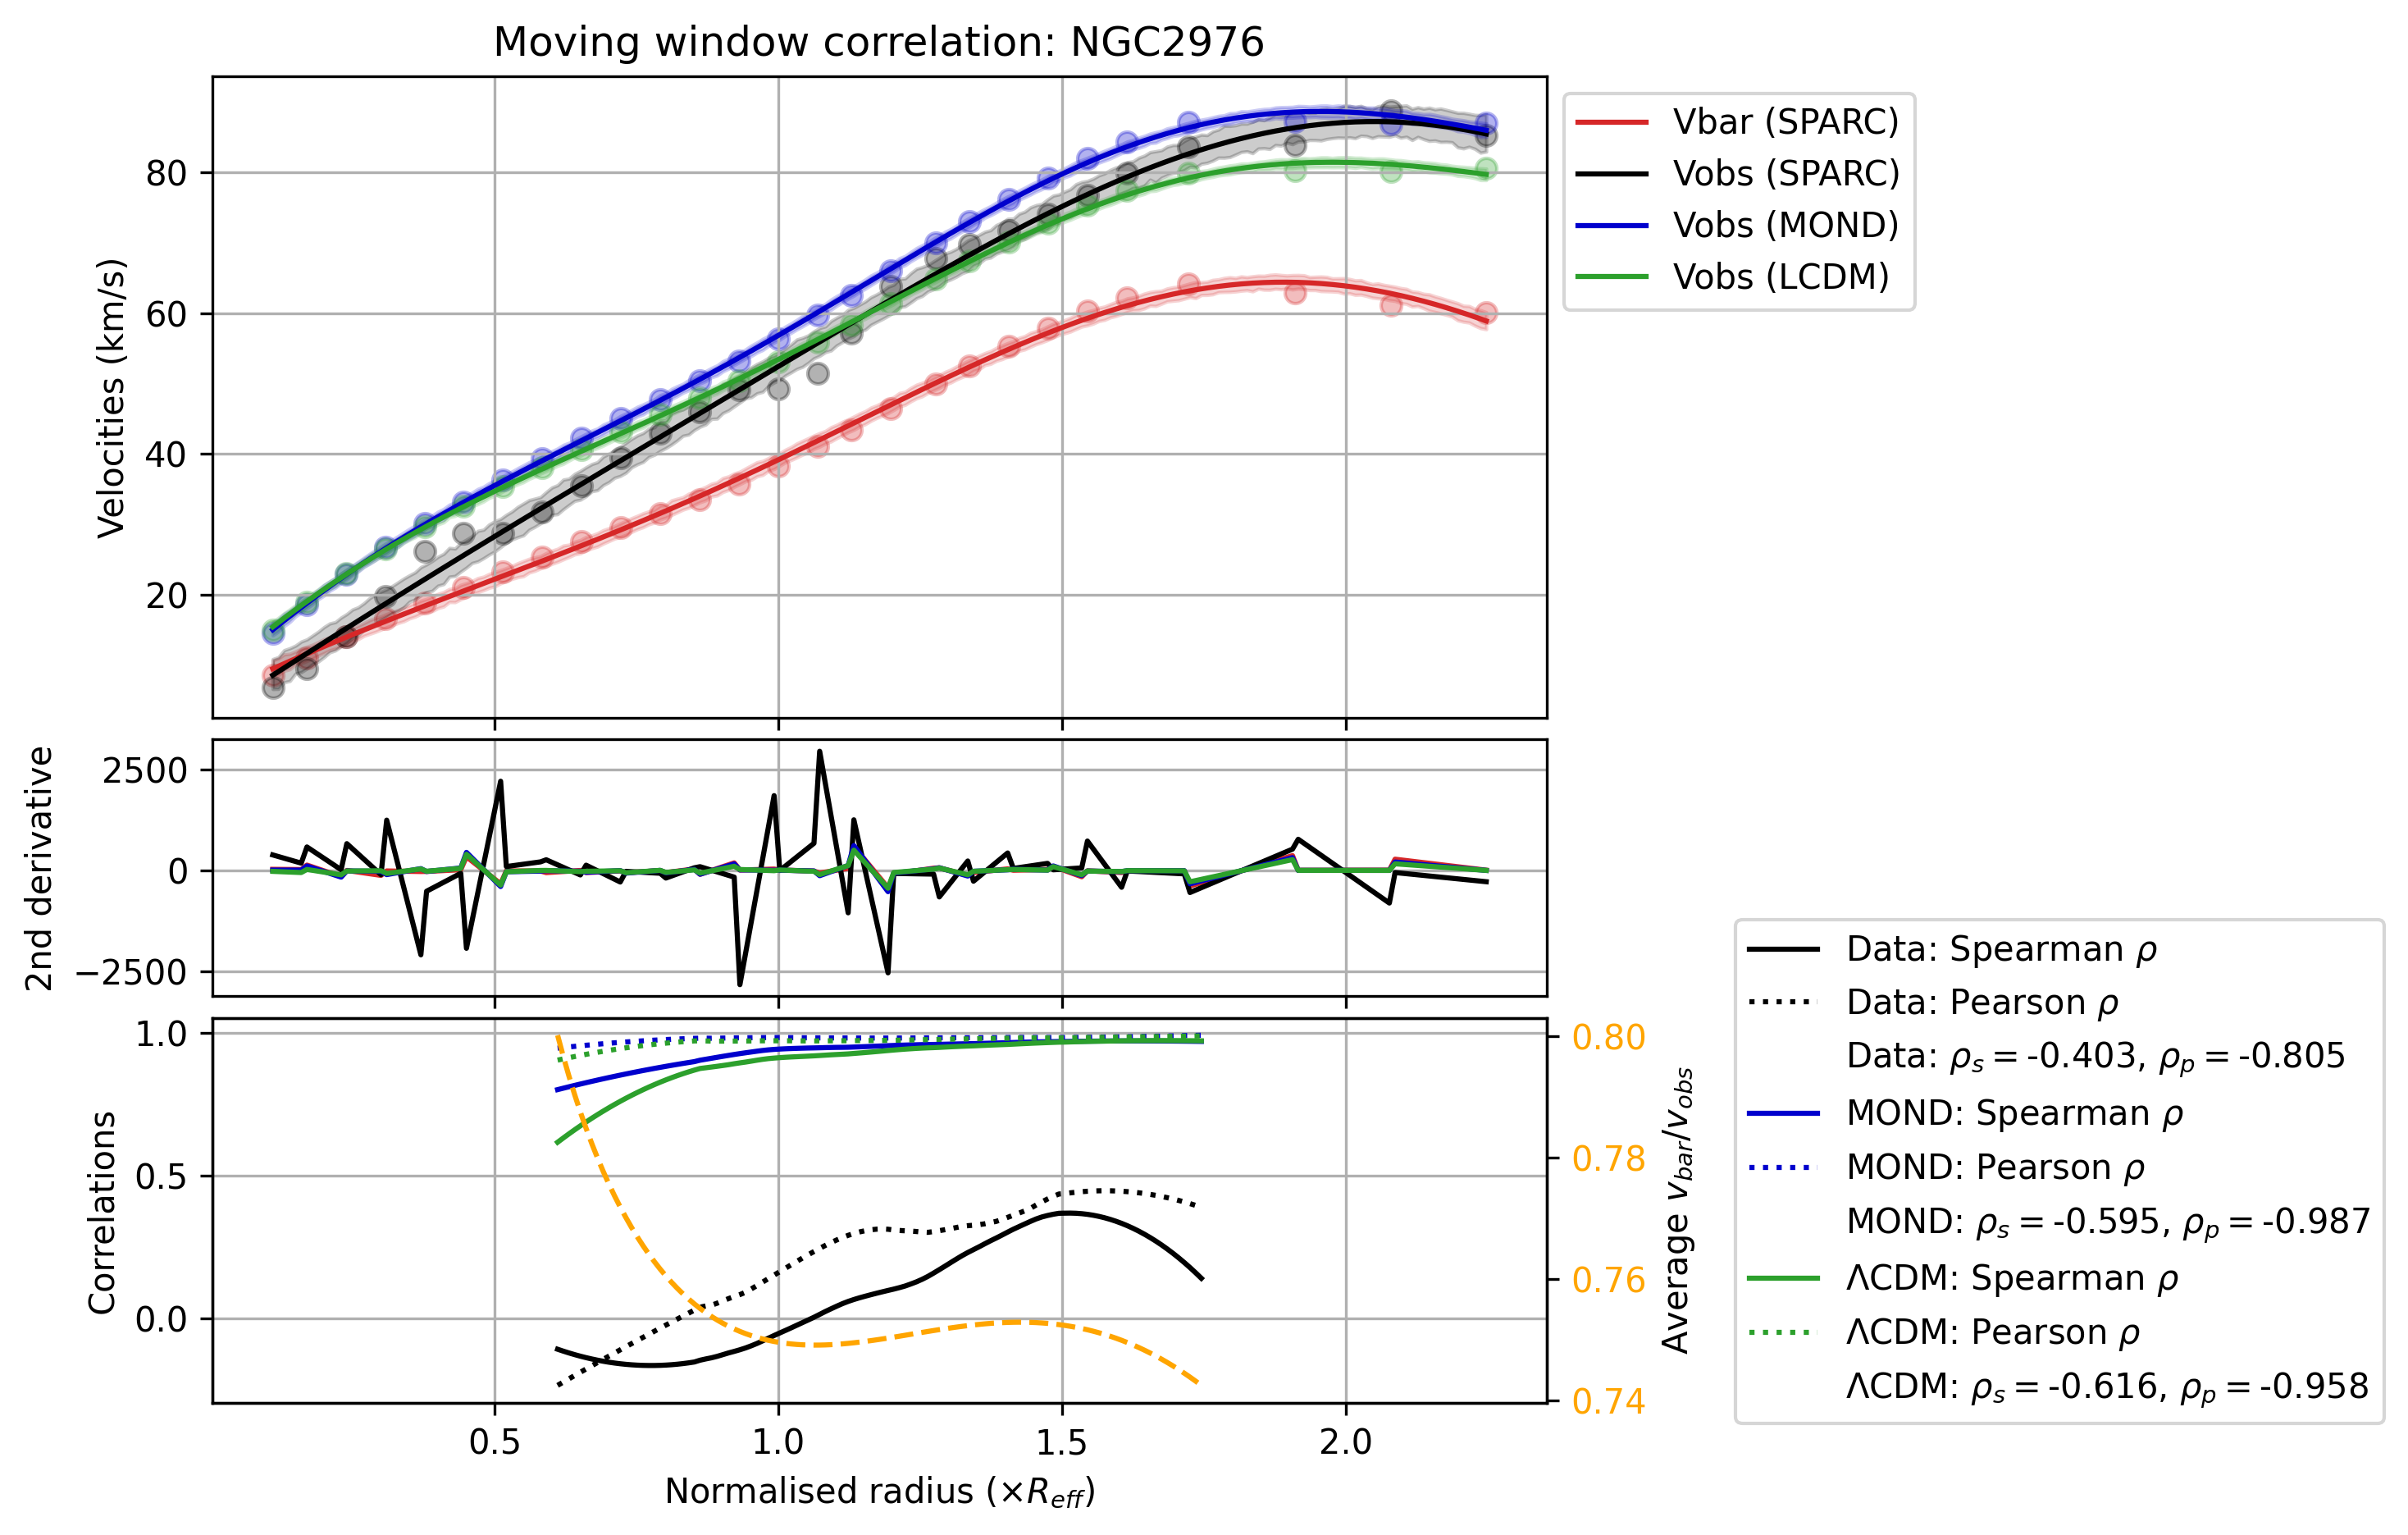 Moving window correlation: NGC2976
Velocities (km/s)
80
60
40
20
Vbar (SPARC)
Vobs (SPARC)
Vobs (MOND)
Vobs (LCDM)
2nd derivative
2500
0
−2500
Correlations
1.0
0.5
0.0
0.80
0.78
0.76
0.74
Average v_bar/v_obs
0.5 1.0 1.5 2.0
Normalised radius (×R_eff)
Data: Spearman ρ
Data: Pearson ρ
Data: ρ_s = -0.403, ρ_p = -0.805
MOND: Spearman ρ
MOND: Pearson ρ
MOND: ρ_s = -0.595, ρ_p = -0.987
ΛCDM: Spearman ρ
ΛCDM: Pearson ρ
ΛCDM: ρ_s = -0.616, ρ_p = -0.958